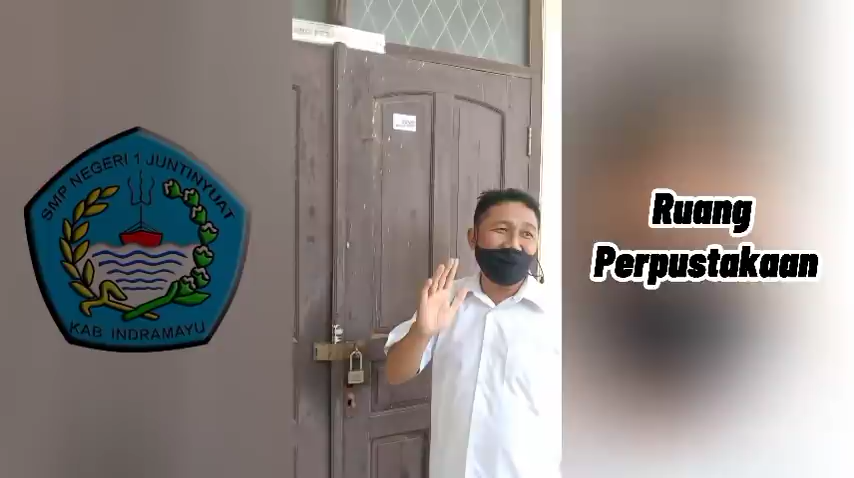 SMP NEGERI 1 JUNTINYUAT
KAB INDRAMAYU
Ruang
Perpustakaan